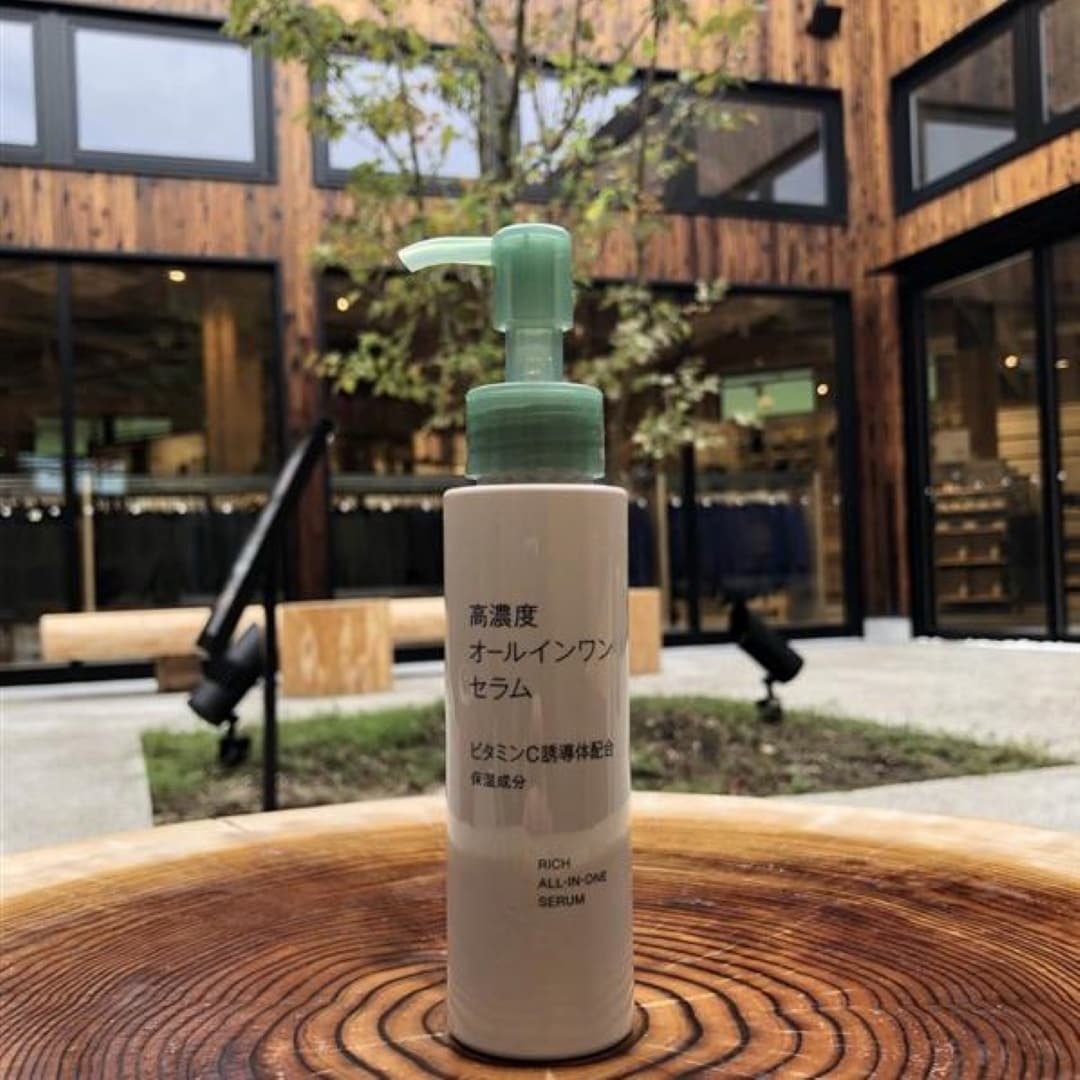 高濃度
オールインワン
セラム
ビタミンC誘導体配合
保湿成分
RICH
ALL-IN-ONE
SERUM